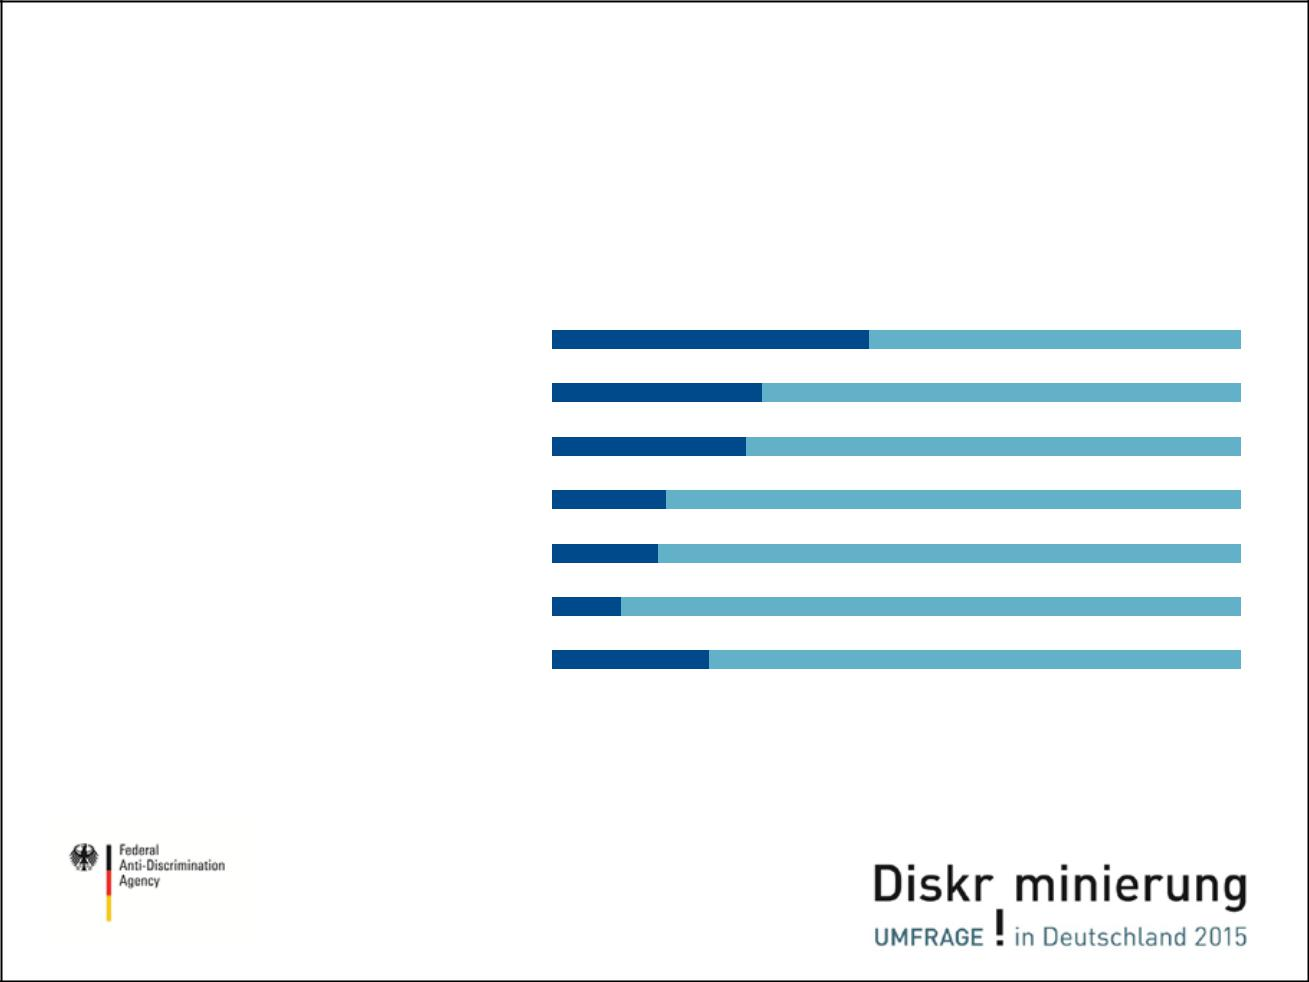 Federal
Anti-Discrimination
Agency
Diskr!minierung
UMFRAGE in Deutschland 2015